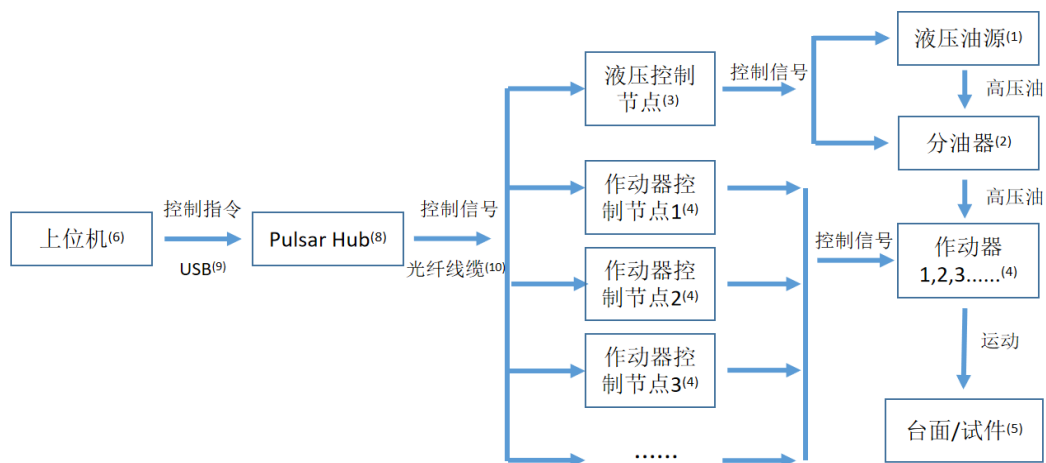 上位机(6)
控制指令
USB(9)
Pulsar Hub(8)
控制信号
光纤线缆(10)
液压控制
节点(3)
作动器控
制节点1(4)
作动器控
制节点2(4)
作动器控
制节点3(4)
......
控制信号
控制信号
液压油源(1)
高压油
分油器(2)
高压油
作动器
1,2,3......(4)
运动
台面/试件(5)